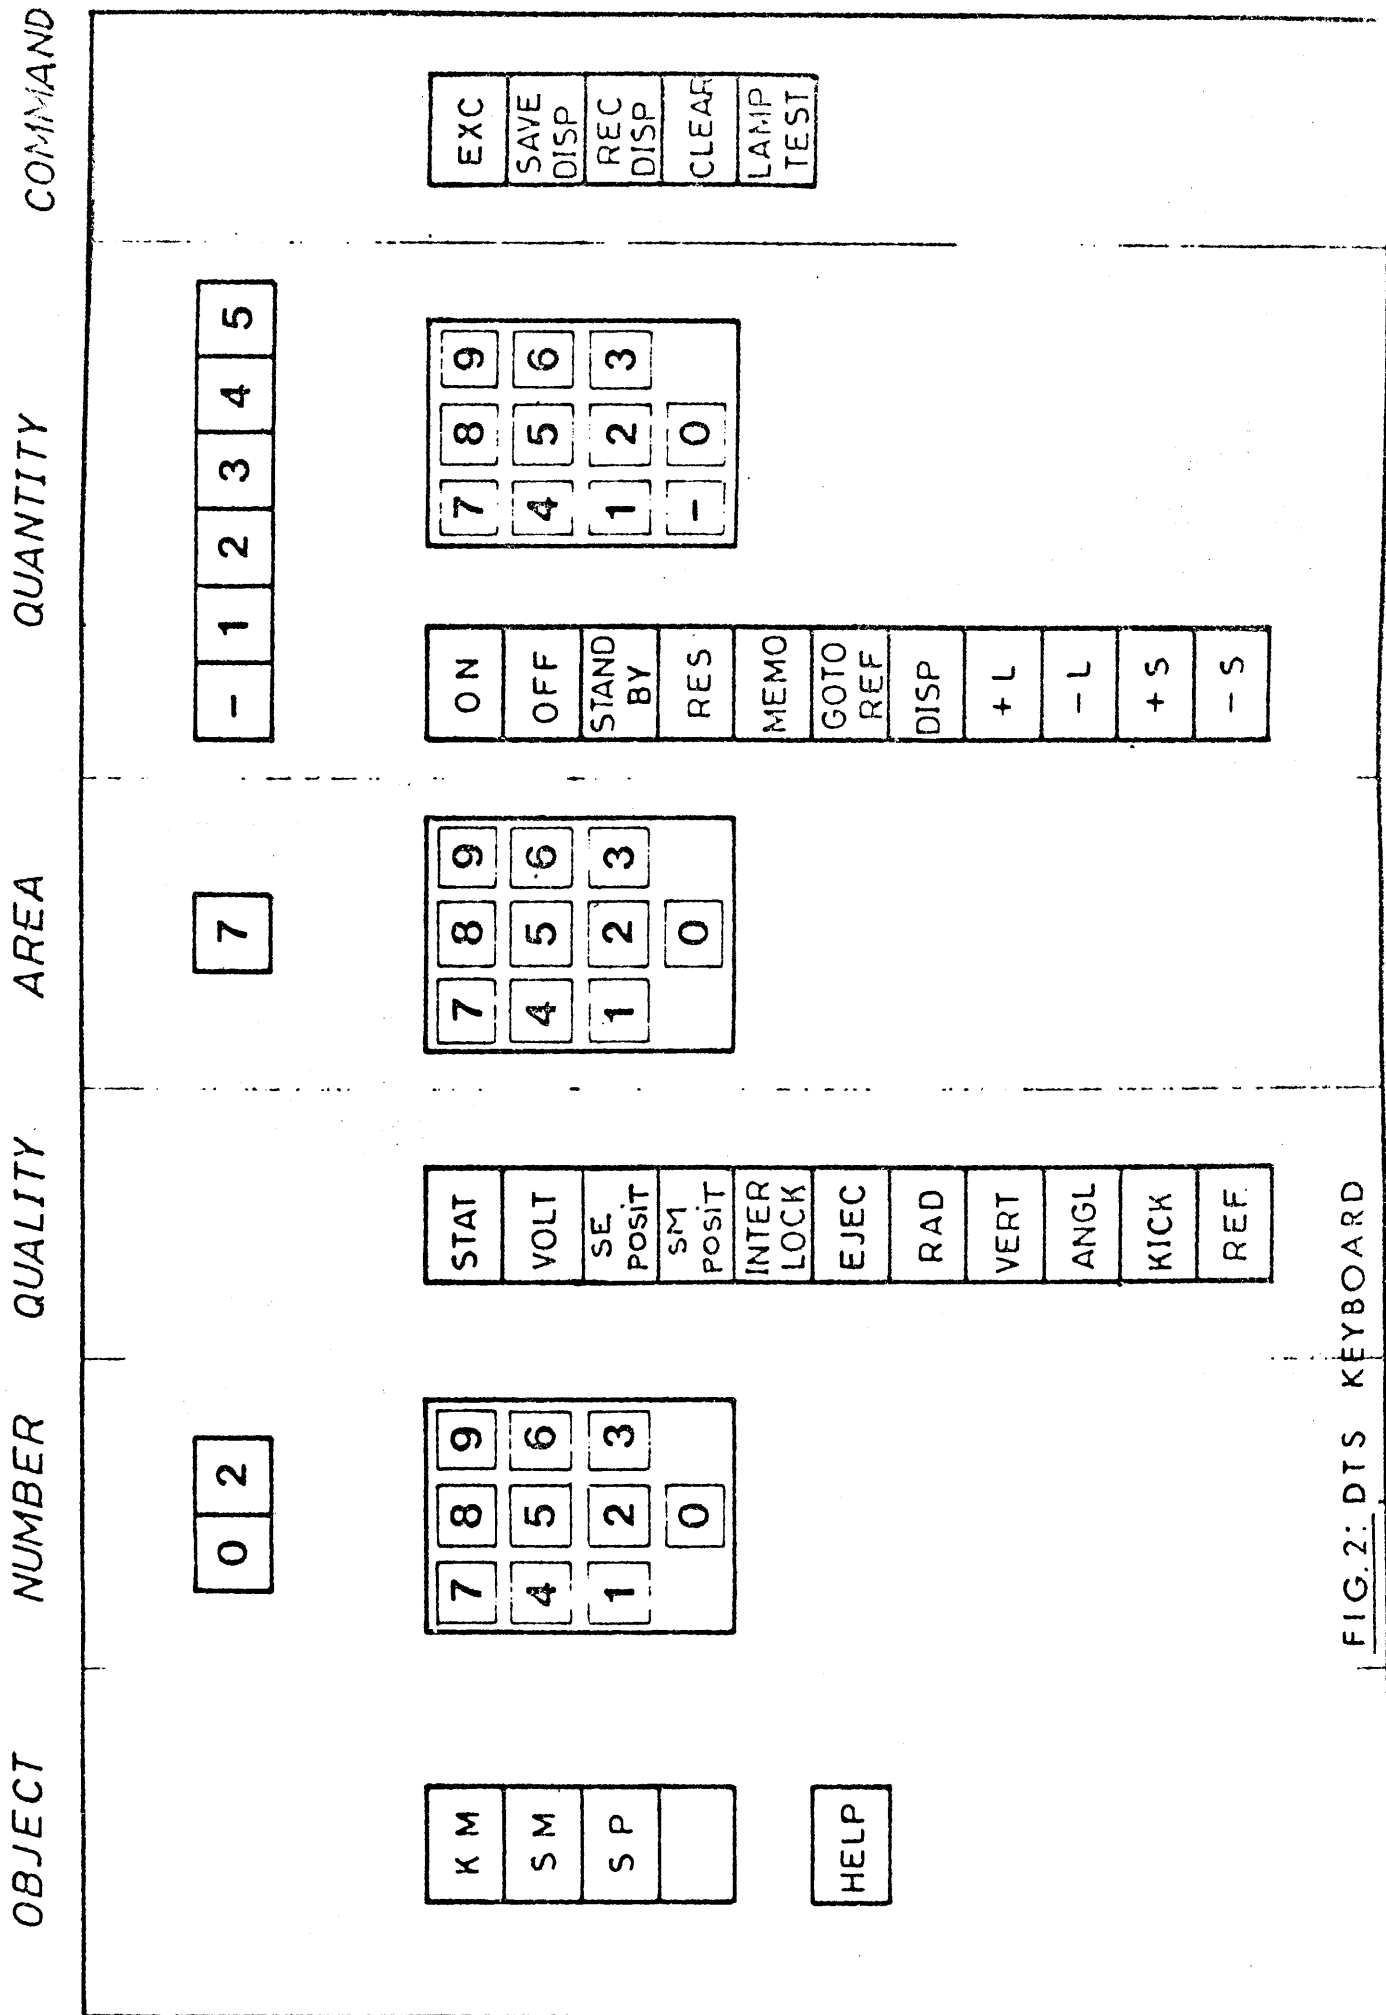 OBJECT NUMBER QUALITY AREA QUANTITY COMMAND
0 2
7
- 1 2 3 4 5
K M
S M
S P
HELP
7 8 9
4 5 6
1 2 3
0
STAT
VOLT
SE
POSiT
SM
POSiT
INTER
LOCK
EJEC
RAD
VERT
ANGL
KICK
REF.
7 8 9
4 5 6
1 2 3
0
ON
OFF
STAND
BY
RES
MEMO
GOTO
REF
DISP
+ L
- L
+ S
- S
7 8 9
4 5 6
1 2 3
- 0
EXC
SAVE
DISP
REC
DISP
CLEAR
LAMP
TEST
FIG. 2: DTS KEYBOARD